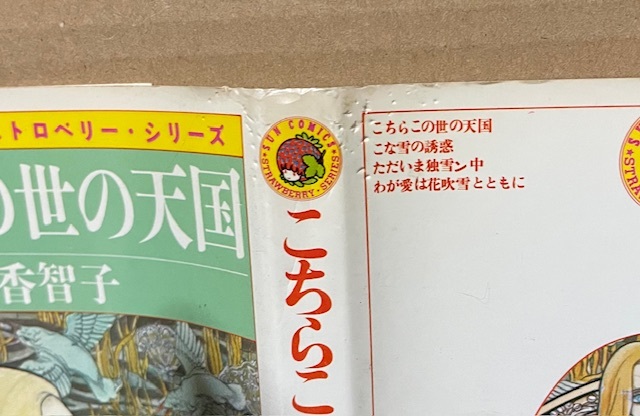 トロベリー・シリーズ
の世の天国
香智子
SUN COMICS
STRAWBERRY・SERIES
こちらこ
こちらこの世の天国
こな雪の誘惑
ただいま独雪ン中
わが愛は花吹雪とともに